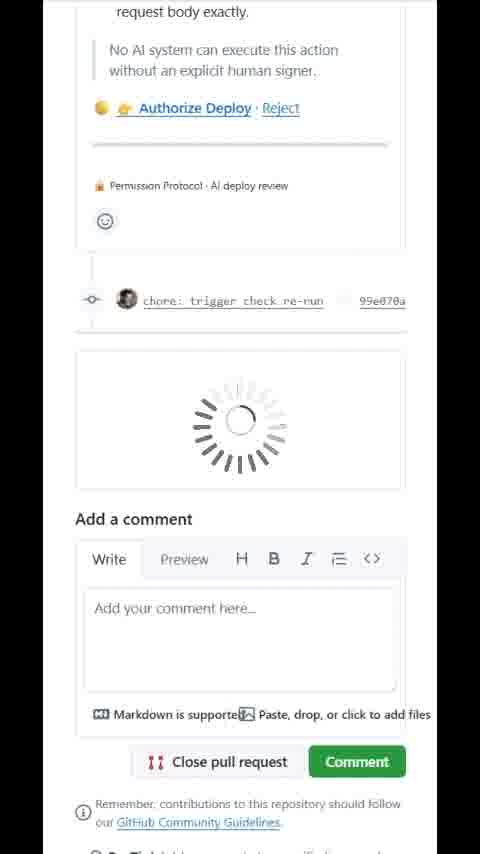 request body exactly.
No AI system can execute this action
without an explicit human signer.
👉 Authorize Deploy · Reject
🔒 Permission Protocol · AI deploy review
chore: trigger check re-run 99e070a
Add a comment
Write Preview H B I <>
Add your comment here...
Markdown is supported Paste, drop, or click to add files
Close pull request Comment
Remember, contributions to this repository should follow
our GitHub Community Guidelines.